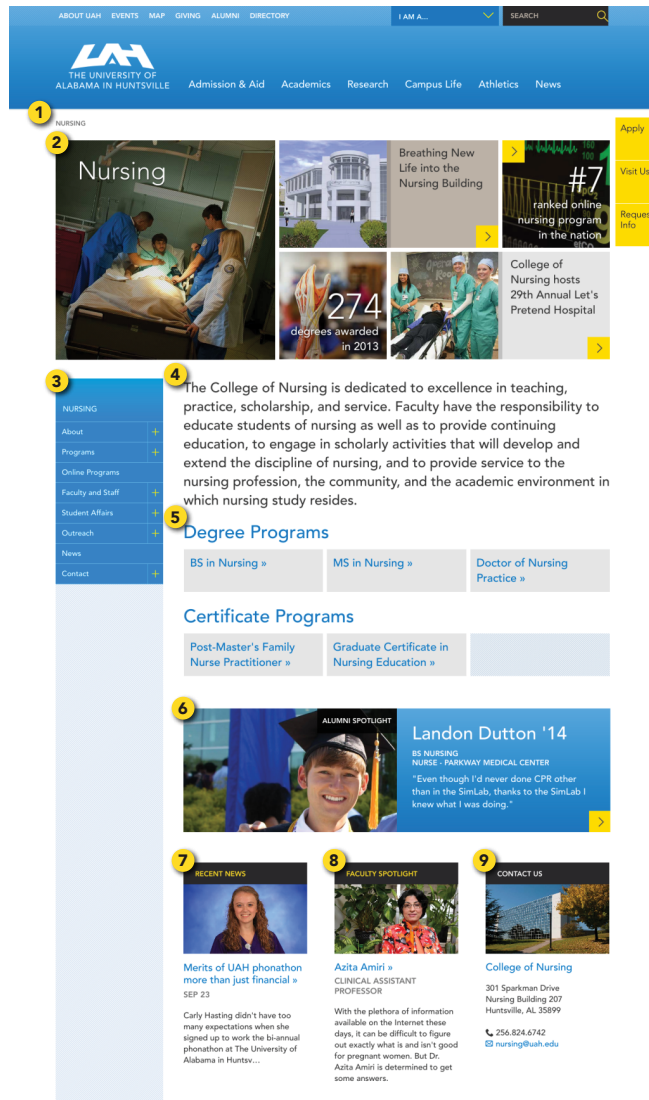 ABOUT UAH EVENTS MAP GIVING ALUMNI DIRECTORY
I AM A...
SEARCH
UAH
THE UNIVERSITY OF
ALABAMA IN HUNTSVILLE
Admission & Aid Academics Research Campus Life Athletics News
1
NURSING
Apply
Visit Us
Reques
Info
2
Nursing
Breathing New
Life into the
Nursing Building
160
100
#7
ranked online
nursing program
in the nation
274
degrees awarded
in 2013
College of
Nursing hosts
29th Annual Let's
Pretend Hospital
3
NURSING
About
Programs
Online Programs
Faculty and Staff
Student Affairs
Outreach
News
Contact
4
The College of Nursing is dedicated to excellence in teaching,
practice, scholarship, and service. Faculty have the responsibility to
educate students of nursing as well as to provide continuing
education, to engage in scholarly activities that will develop and
extend the discipline of nursing, and to provide service to the
nursing profession, the community, and the academic environment in
which nursing study resides.
5
Degree Programs
BS in Nursing »
MS in Nursing »
Doctor of Nursing
Practice »
Certificate Programs
Post-Master's Family
Nurse Practitioner »
Graduate Certificate in
Nursing Education »
6
ALUMNI SPOTLIGHT
Landon Dutton '14
BS NURSING
NURSE - PARKWAY MEDICAL CENTER
"Even though I'd never done CPR other
than in the SimLab, thanks to the SimLab I
knew what I was doing."
7
RECENT NEWS
Merits of UAH phonathon
more than just financial »
SEP 23
Carly Hasting didn't have too
many expectations when she
signed up to work the bi-annual
phonathon at The University of
Alabama in Huntsv...
8
FACULTY SPOTLIGHT
Azita Amiri »
CLINICAL ASSISTANT
PROFESSOR
With the plethora of information
available on the Internet these
days, it can be difficult to figure
out exactly what is and isn't good
for pregnant women. But Dr.
Azita Amiri is determined to get
some answers.
9
CONTACT US
College of Nursing
301 Sparkman Drive
Nursing Building 207
Huntsville, AL 35899
256.824.6742
nursing@uah.edu